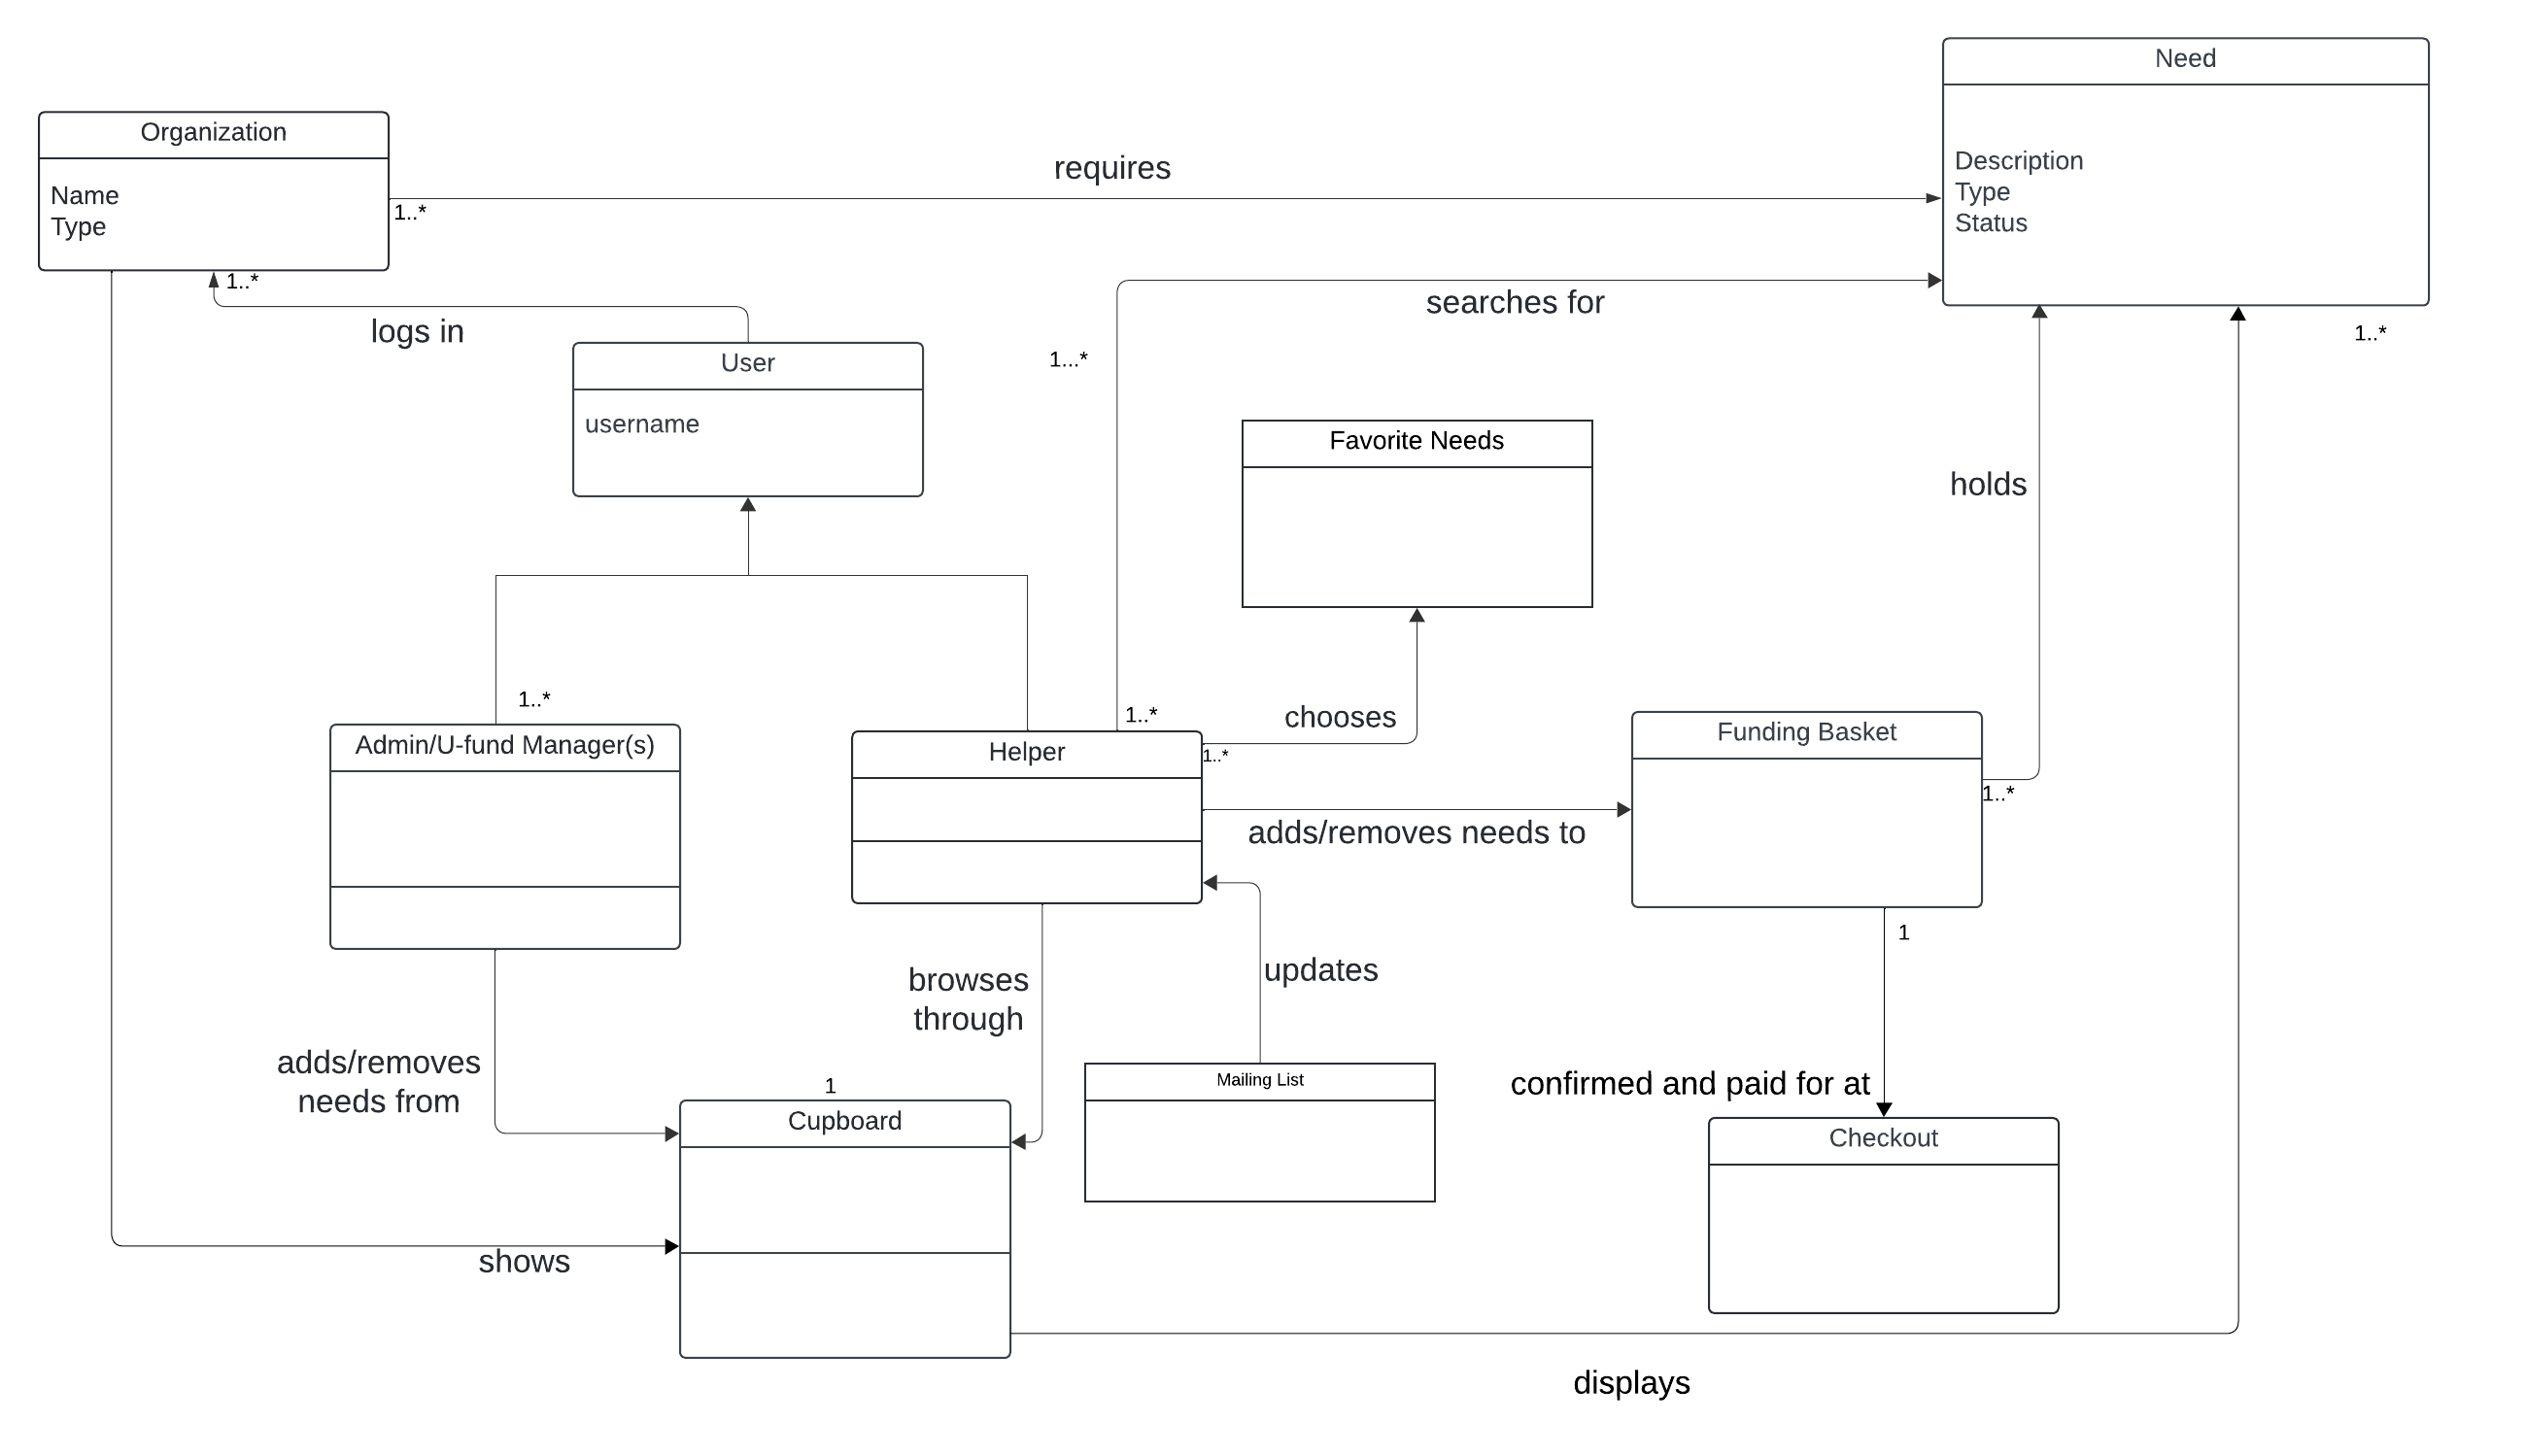 Need
Organization
Description
Type
Status
requires
Name
Type
1..*
1..*
logs in
searches for
1..*
1...*
User
username
Favorite Needs
holds
1..*
1..*
chooses
Admin/U-fund Manager(s)
Helper
1..*
Funding Basket
1..*
adds/removes needs to
1
browses
through
updates
adds/removes
needs from
1
Mailing List
confirmed and paid for at
Cupboard
Checkout
shows
displays